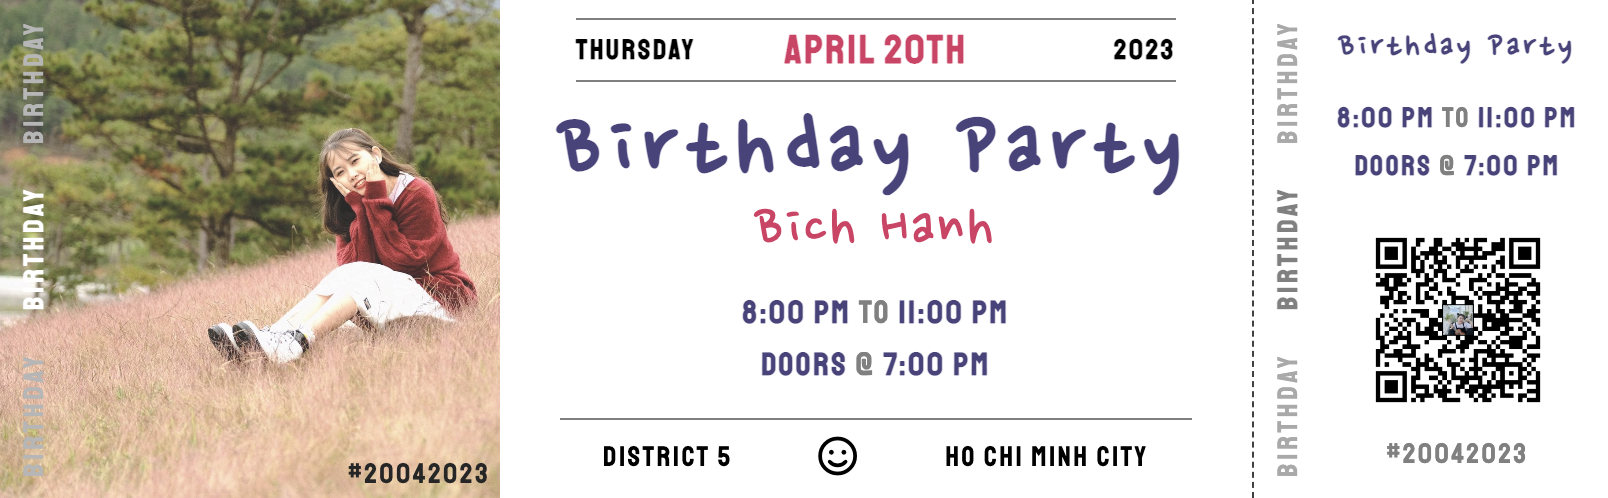 BIRTHDAY
BIRTHDAY
BIRTHDAY
#20042023
THURSDAY APRIL 20TH 2023
Birthday Party
Bich Hanh
8:00 PM TO 11:00 PM
DOORS @ 7:00 PM
DISTRICT 5 HO CHI MINH CITY
BIRTHDAY
BIRTHDAY
BIRTHDAY
Birthday Party
8:00 PM TO 11:00 PM
DOORS @ 7:00 PM
#20042023